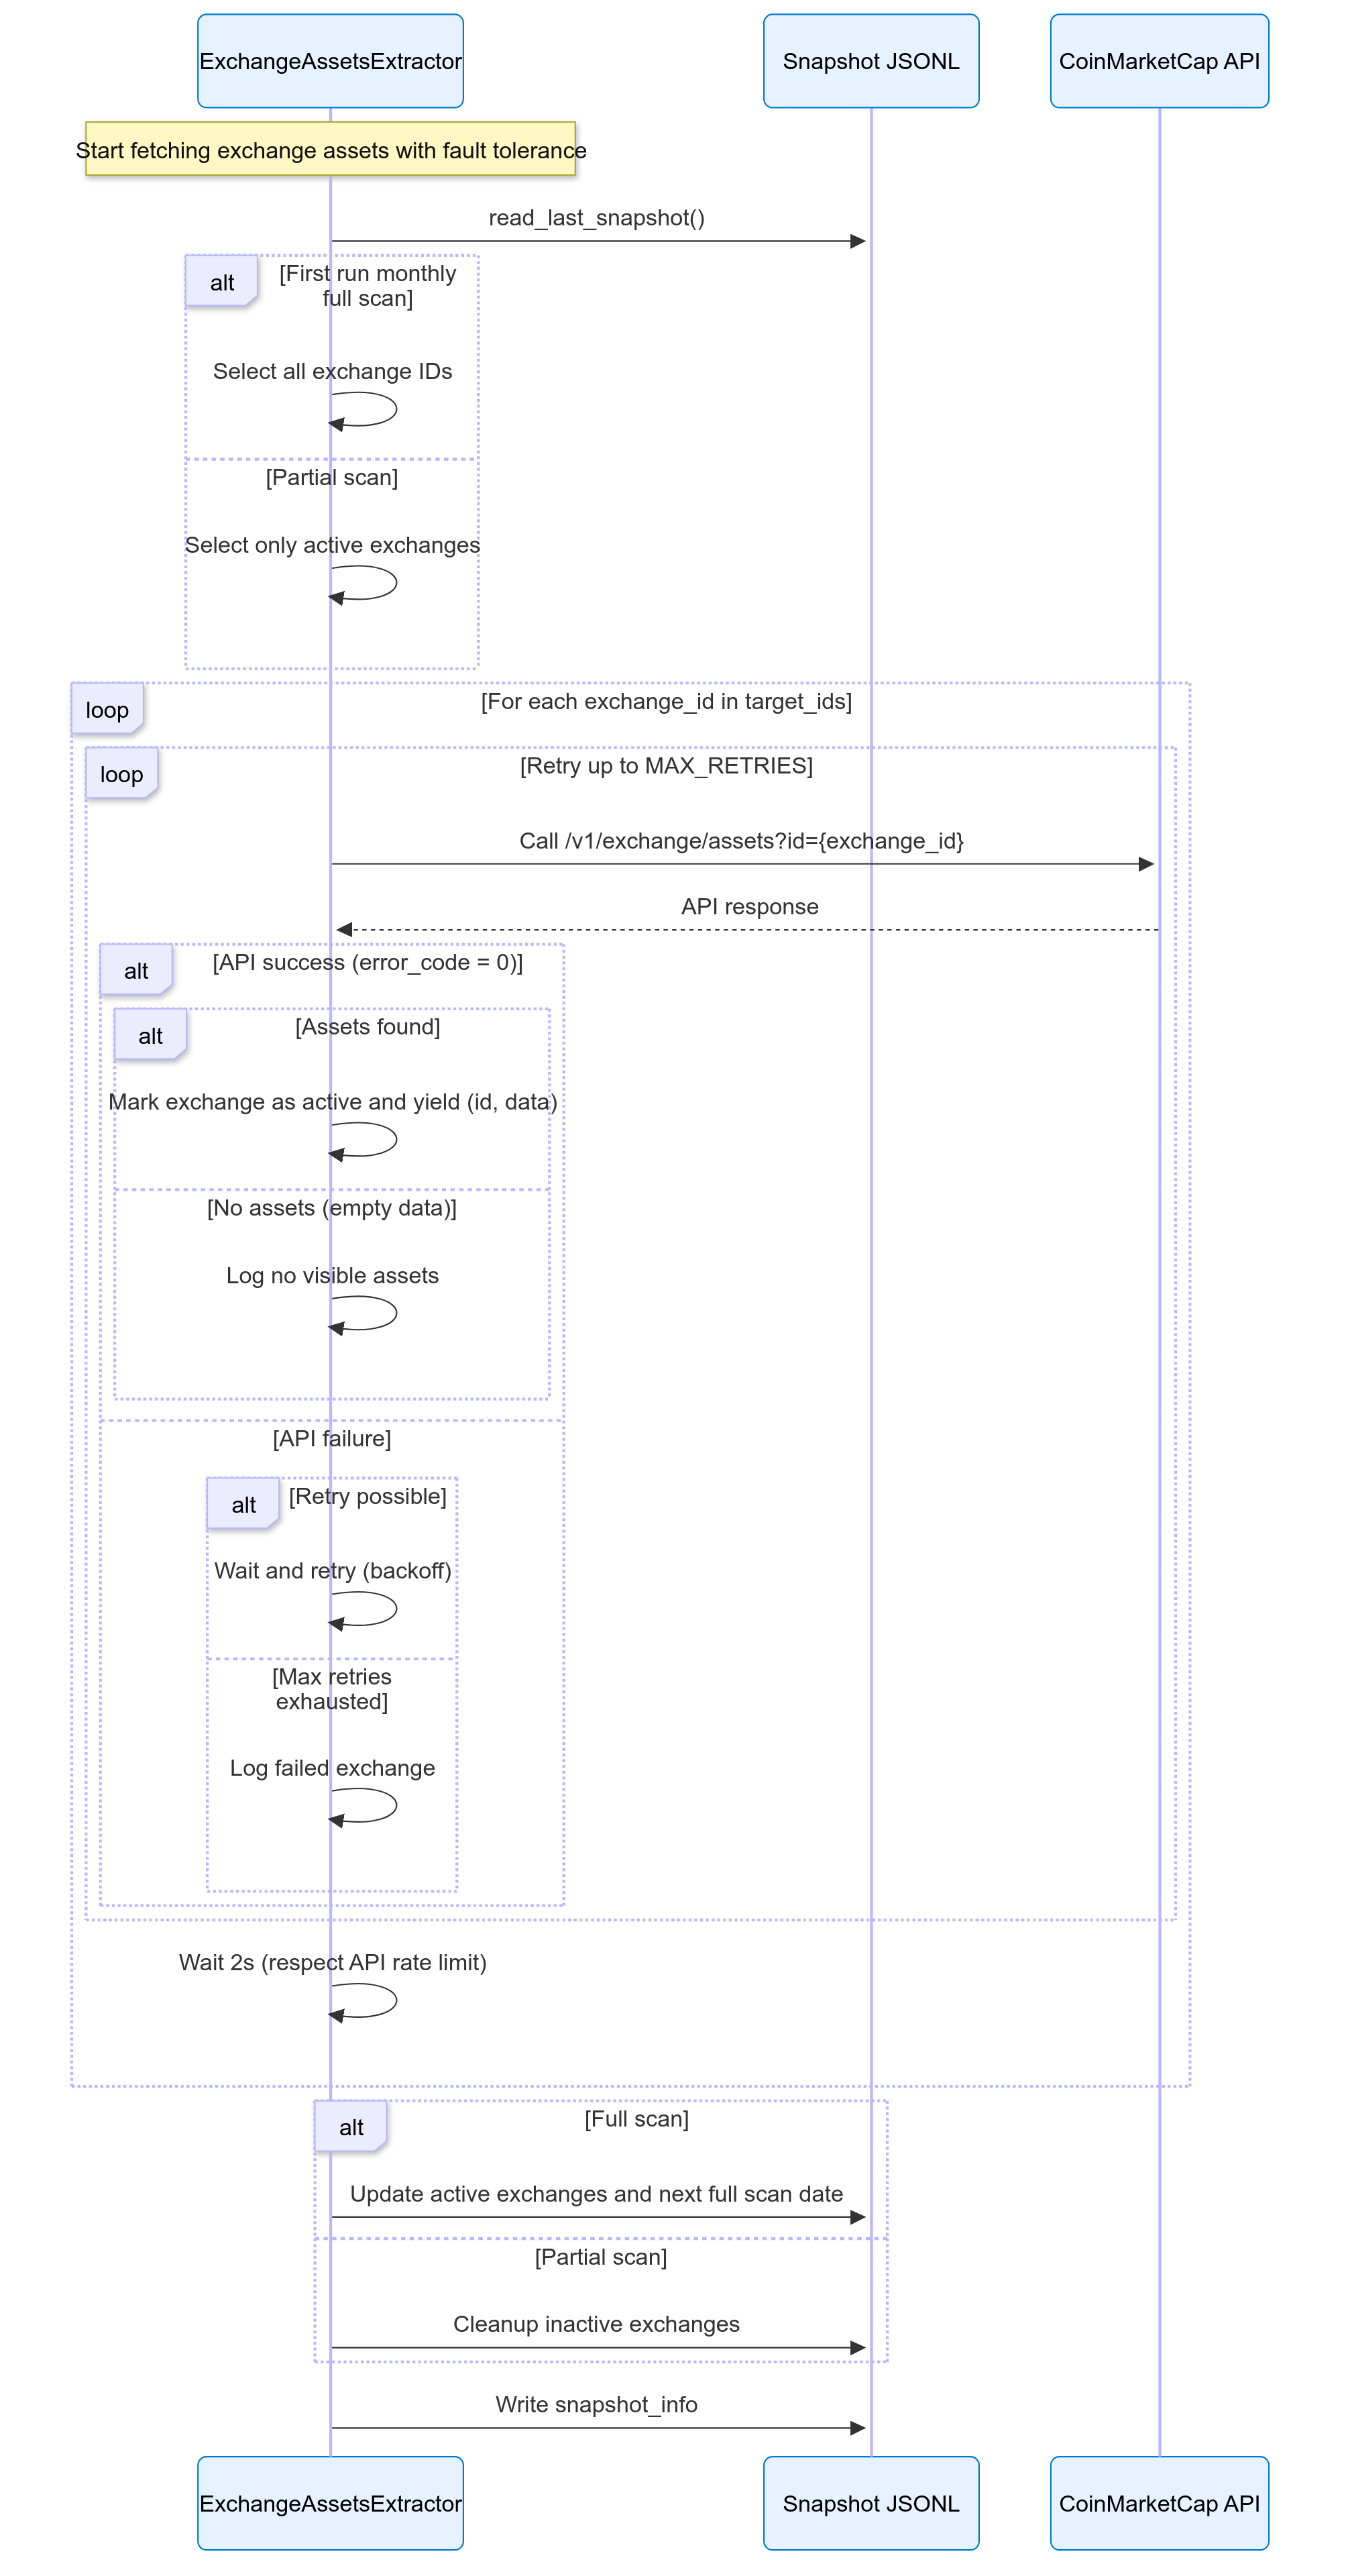 ExchangeAssetsExtractor
Snapshot JSONL
CoinMarketCap API
Start fetching exchange assets with fault tolerance
read_last_snapshot()
alt
[First run monthly
full scan]
Select all exchange IDs
[Partial scan]
Select only active exchanges
loop
[For each exchange_id in target_ids]
loop
[Retry up to MAX_RETRIES]
Call /v1/exchange/assets?id={exchange_id}
API response
alt
[API success (error_code = 0)]
alt
[Assets found]
Mark exchange as active and yield (id, data)
[No assets (empty data)]
Log no visible assets
[API failure]
alt
[Retry possible]
Wait and retry (backoff)
[Max retries
exhausted]
Log failed exchange
Wait 2s (respect API rate limit)
alt
[Full scan]
Update active exchanges and next full scan date
[Partial scan]
Cleanup inactive exchanges
Write snapshot_info
ExchangeAssetsExtractor
Snapshot JSONL
CoinMarketCap API